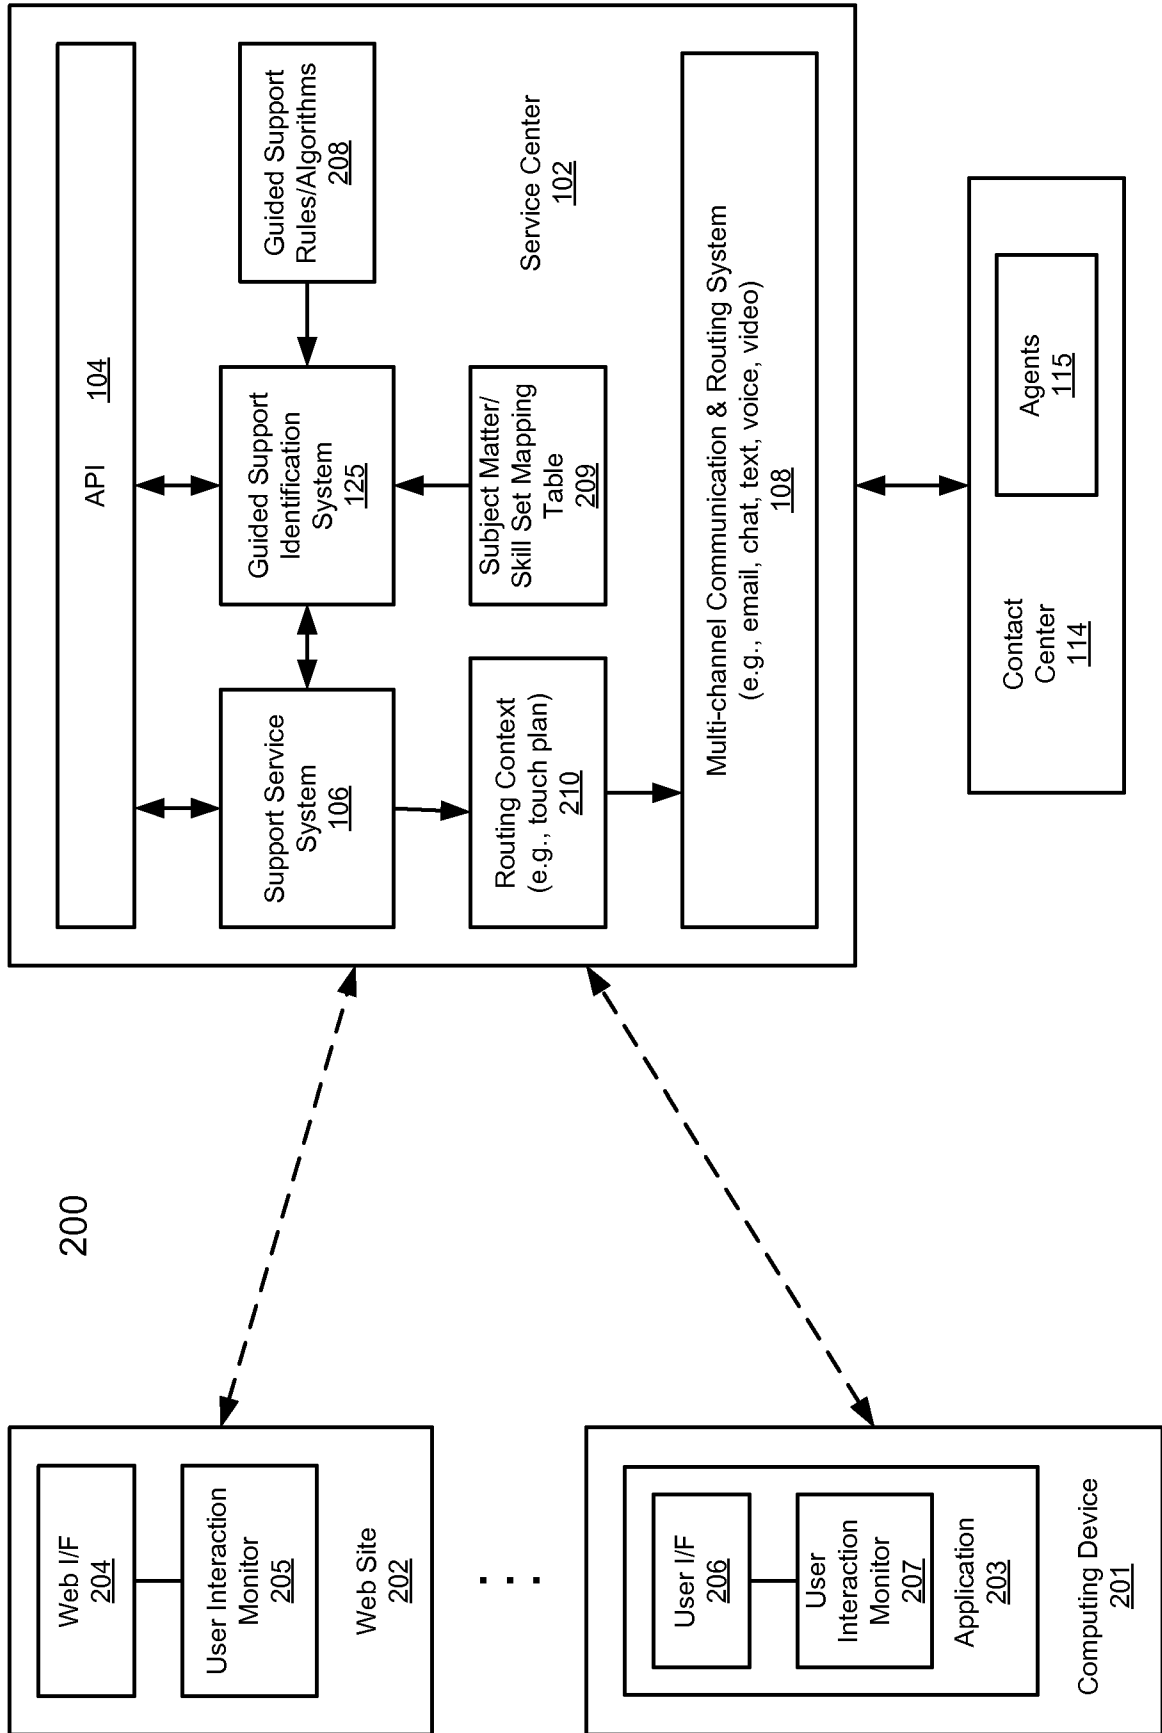 200
Web I/F
204
User Interaction
Monitor
205
Web Site
202
. . .
User I/F
206
User
Interaction
Monitor
207
Application
203
Computing Device
201
API
104
Support Service
System
106
Guided Support
Identification
System
125
Guided Support
Rules/Algorithms
208
Routing Context
(e.g., touch plan)
210
Subject Matter/
Skill Set Mapping
Table
209
Service Center
102
Multi-channel Communication & Routing System
(e.g., email, chat, text, voice, video)
108
Contact
Center
114
Agents
115